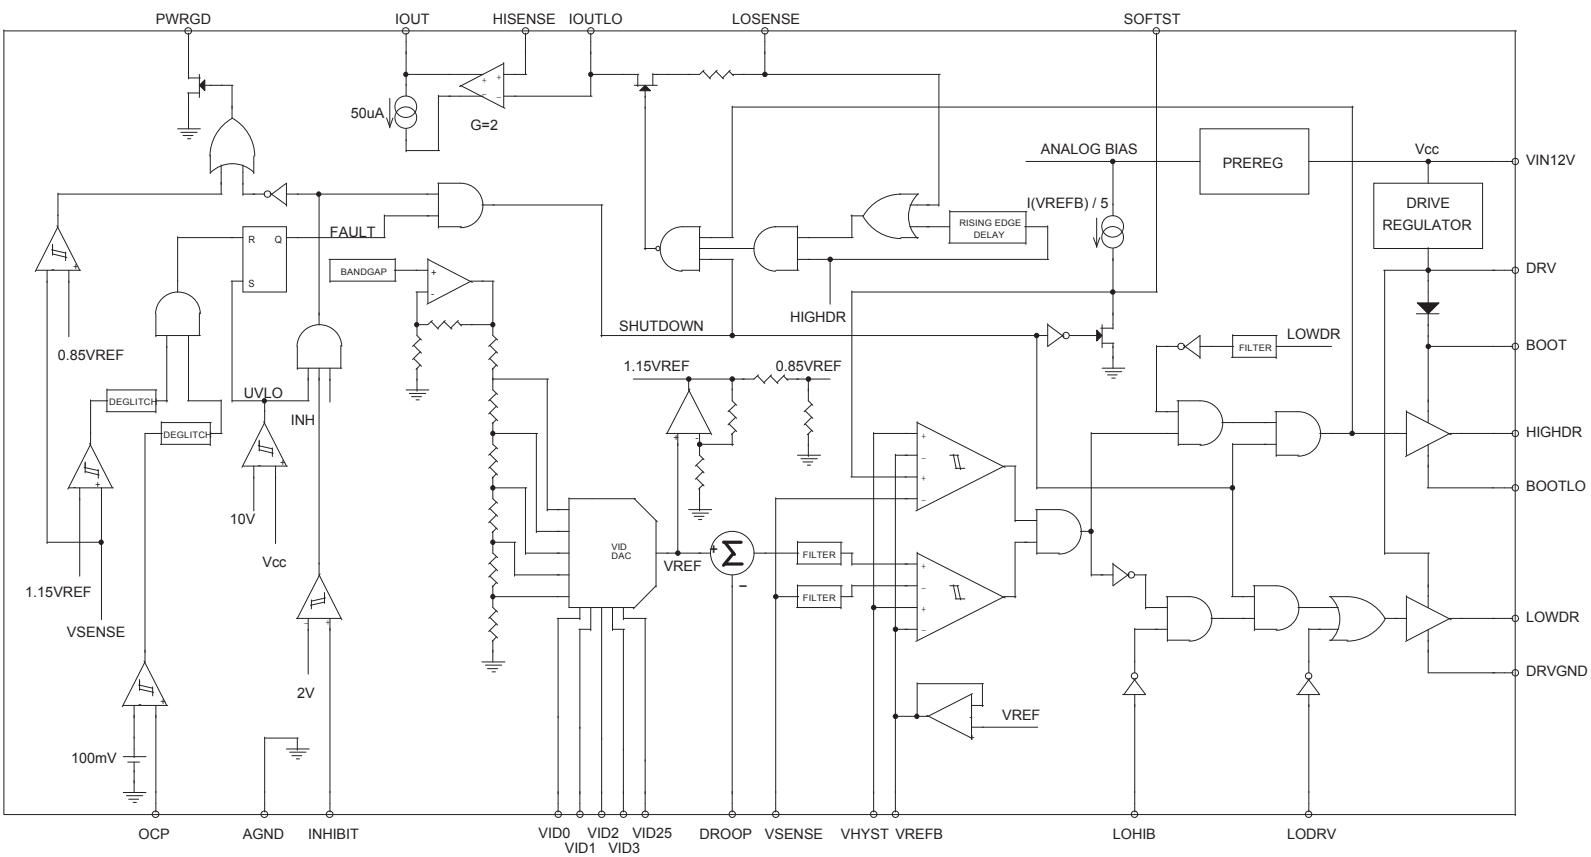 PWRGD IOUT HISENSE IOUTLO LOSENSE SOFTST
50uA
G=2
ANALOG BIAS
PREREG
Vcc
VIN12V
DRIVE
REGULATOR
I(VREFB) / 5
RISING EDGE
DELAY
R Q
S
FAULT
BANDGAP
DRV
HIGHDR
SHUTDOWN
LOWDR
FILTER
BOOT
0.85VREF
1.15VREF
0.85VREF
DEGLITCH
UVLO
INH
DEGLITCH
HIGHDR
BOOTLO
10V
Vcc
VID
DAC
VREF
Σ
+
-
FILTER
FILTER
1.15VREF
VSENSE
LOWDR
DRVGND
2V
VREF
100mV
OCP AGND INHIBIT VID0 VID2 VID25 DROOP VSENSE VHYST VREFB LOHIB LODRV
VID1 VID3